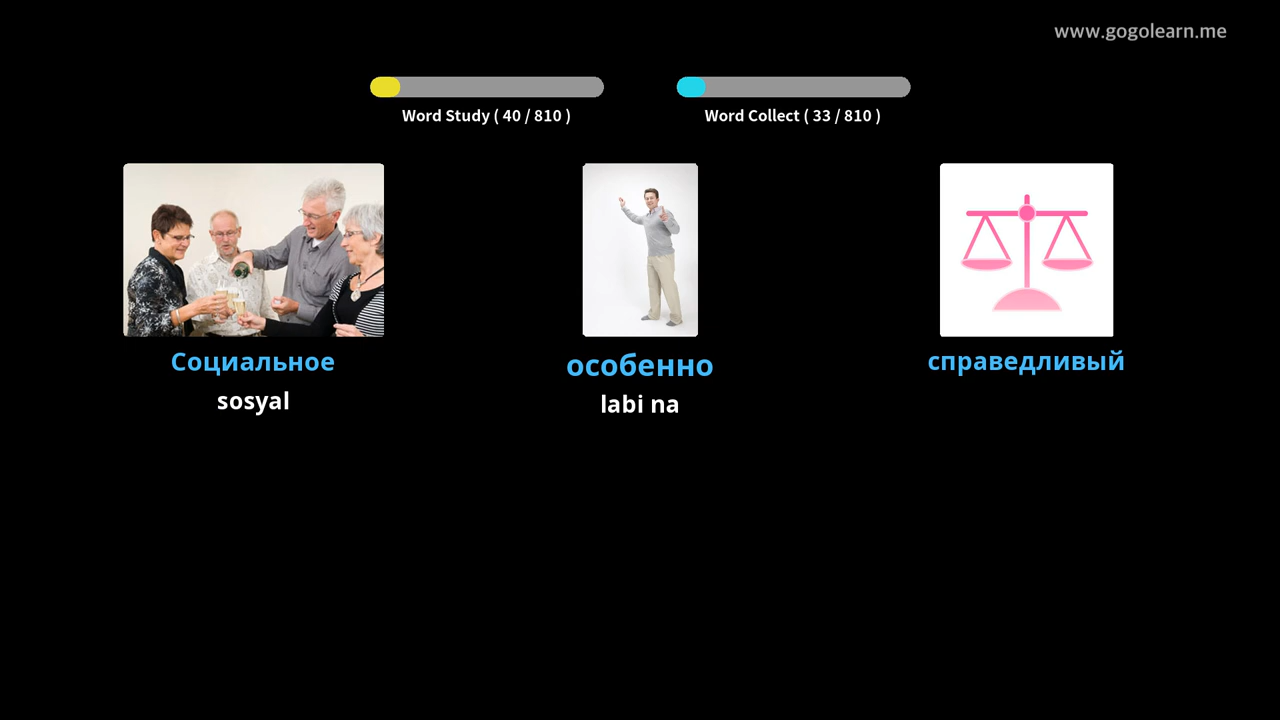 www.gogolearn.me
Word Study ( 40 / 810 )
Word Collect ( 33 / 810 )
Социальное
sosyal
особенно
labi na
справедливый